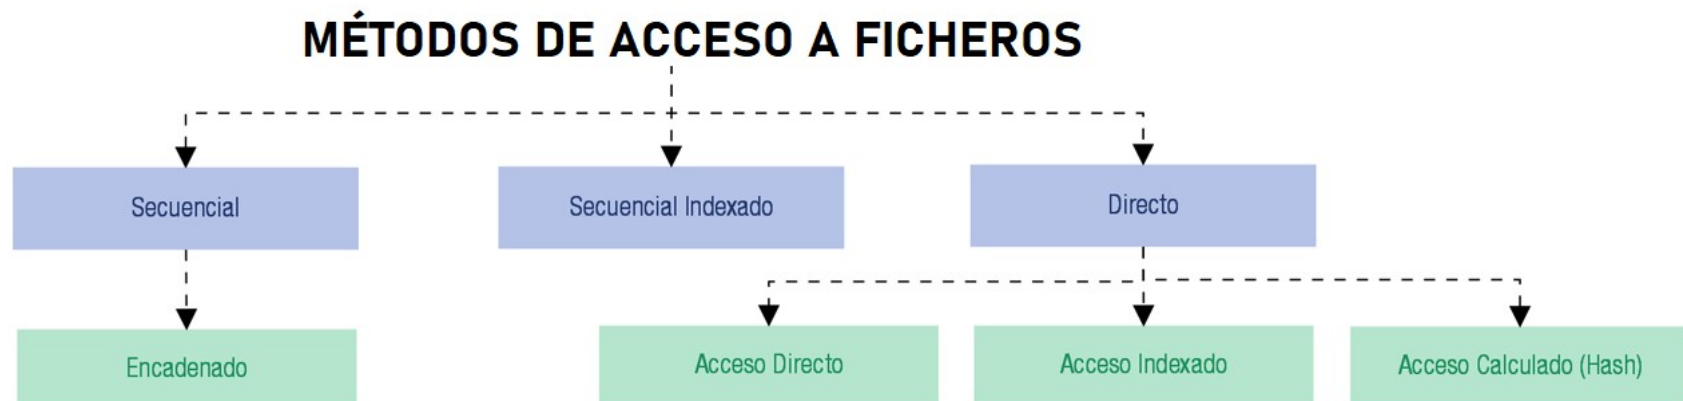 MÉTODOS DE ACCESO A FICHEROS
Secuencial
Secuencial Indexado
Directo
Encadenado
Acceso Directo
Acceso Indexado
Acceso Calculado (Hash)